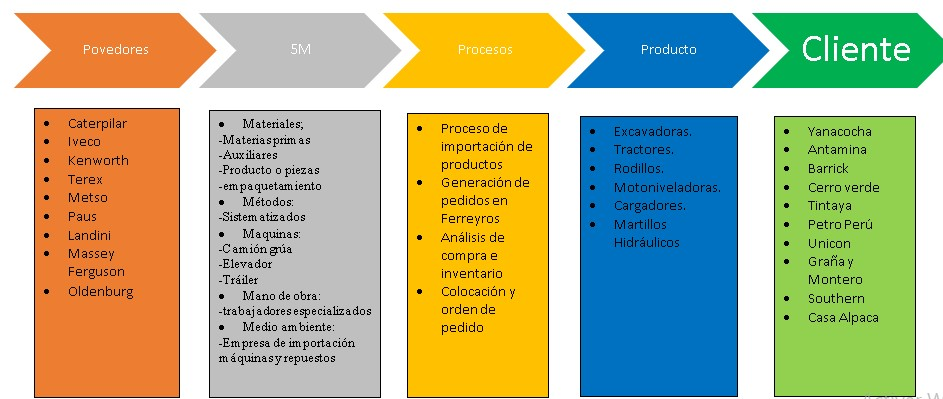 Povedores
5M
Procesos
Producto
Cliente
• Caterpilar
• Iveco
• Kenworth
• Terex
• Metso
• Paus
• Landini
• Massey
Ferguson
• Oldenburg
• Materiales;
-Materias primas
-Auxiliares
-Producto o piezas
-empaquetamiento
• Métodos:
-Sistematizados
• Maquinas:
-Camión grúa
-Elevador
-Tráiler
• Mano de obra:
-trabajadores especializados
• Medio ambiente:
-Empresa de importación
máquinas y repuestos
• Proceso de
importación de
productos
• Generación de
pedidos en
Ferreyros
• Análisis de
compra e
inventario
• Colocación y
orden de
pedido
• Excavadoras.
• Tractores.
• Rodillos.
• Motoniveladoras.
• Cargadores.
• Martillos
Hidráulicos
• Yanacocha
• Antamina
• Barrick
• Cerro verde
• Tintaya
• Petro Perú
• Unicon
• Graña y
Montero
• Southern
• Casa Alpaca